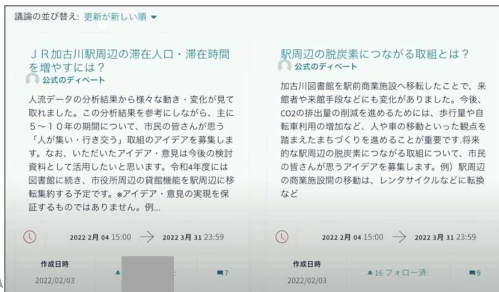 議論の並び替え: 更新が新しい順
ＪＲ加古川駅周辺の滞在人口・滞在時間
を増やすには？
公式のディベート
人流データの分析結果から様々な動き・変化が見て
取れました。この分析結果を参考にしながら、主に
５～１０年の期間について、市民の皆さんが思う
「人が集い・行き交う」取組のアイデアを募集しま
す。なお、いただいたアイデア・意見は今後の検討
資料として活用したいと思います。令和4年度には
図書館に続き、市役所周辺の貸館機能を駅周辺に移
転集約する予定です。※アイデア・意見の実現を保
証するものではありません。例...
2022 2月 04 15:00 → 2022 3月 31 23:59
作成日時
2022/02/03
7
駅周辺の脱炭素につながる取組とは？
公式のディベート
加古川図書館を駅前商業施設へ移転したことで、来
館者や来館手段などにも変化がありました。今後、
CO2の排出量の削減を進めるためには、歩行量や自
転車利用の増加など、人や車の移動といった観点を
踏まえたまちづくりを進めることが重要です.将来
的な駅周辺の脱炭素につながる取組について、市民
の皆さんが思うアイデアを募集します。例）駅周辺
の商業施設間の移動は、レンタサイクルなどに転換
など
2022 2月 04 15:00 → 2022 3月 31 23:59
作成日時
2022/02/03
16 フォロー済
9